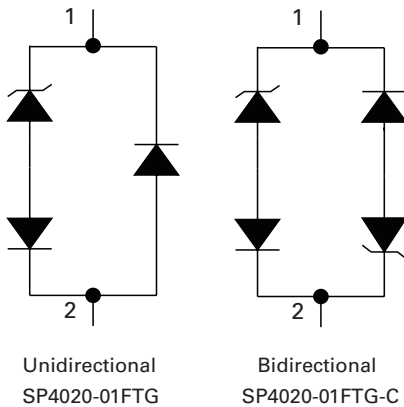 1 1
2 2
Unidirectional Bidirectional
SP4020-01FTG SP4020-01FTG-C